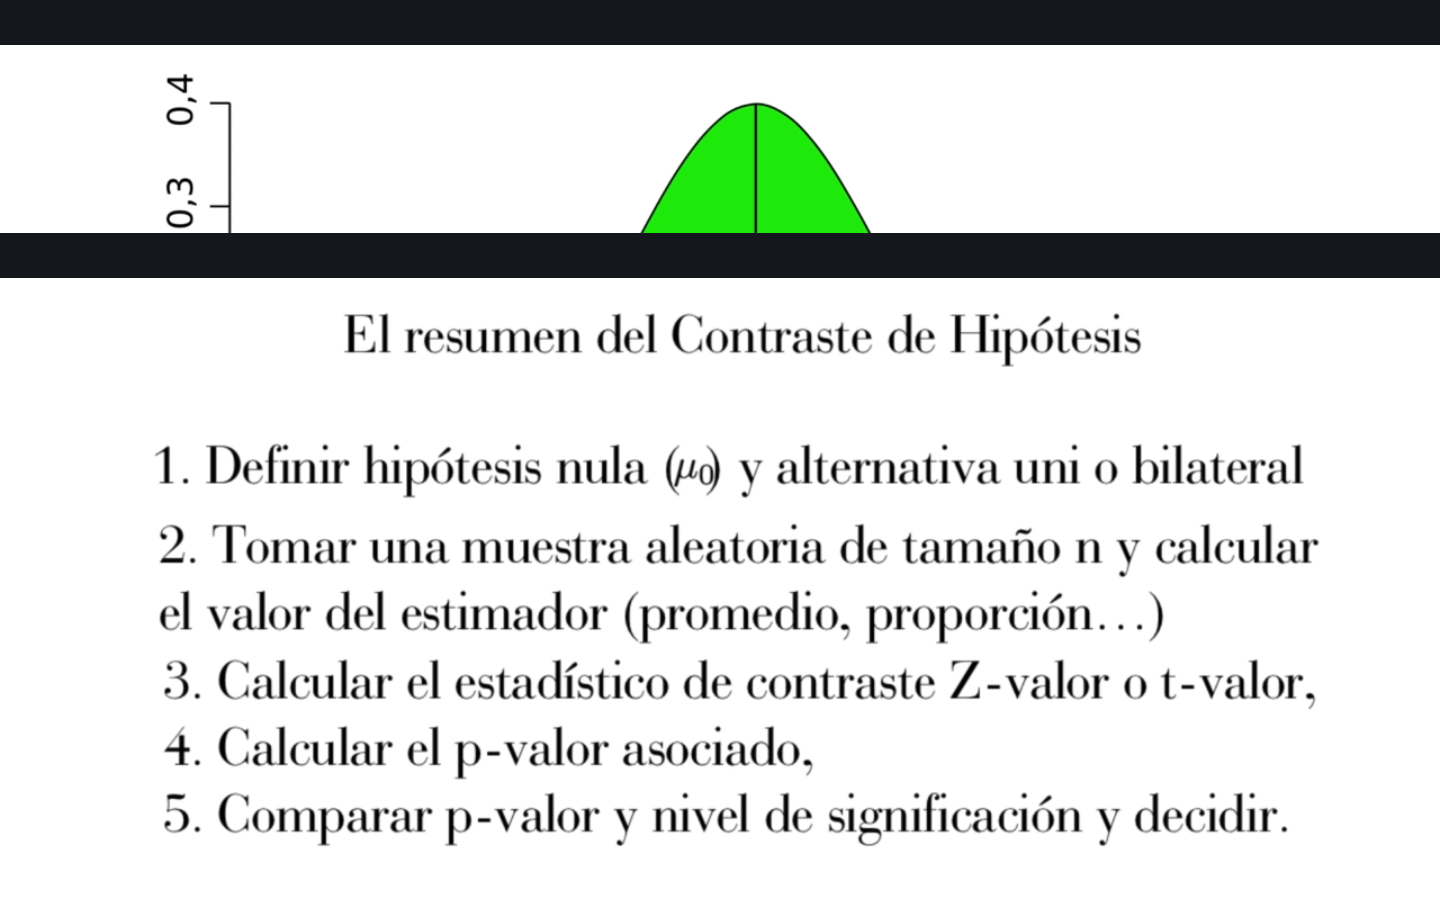 0,4
0,3
El resumen del Contraste de Hipótesis
1. Definir hipótesis nula (μ0) y alternativa uni o bilateral
2. Tomar una muestra aleatoria de tamaño n y calcular
el valor del estimador (promedio, proporción…)
3. Calcular el estadístico de contraste Z-valor o t-valor,
4. Calcular el p-valor asociado,
5. Comparar p-valor y nivel de significación y decidir.